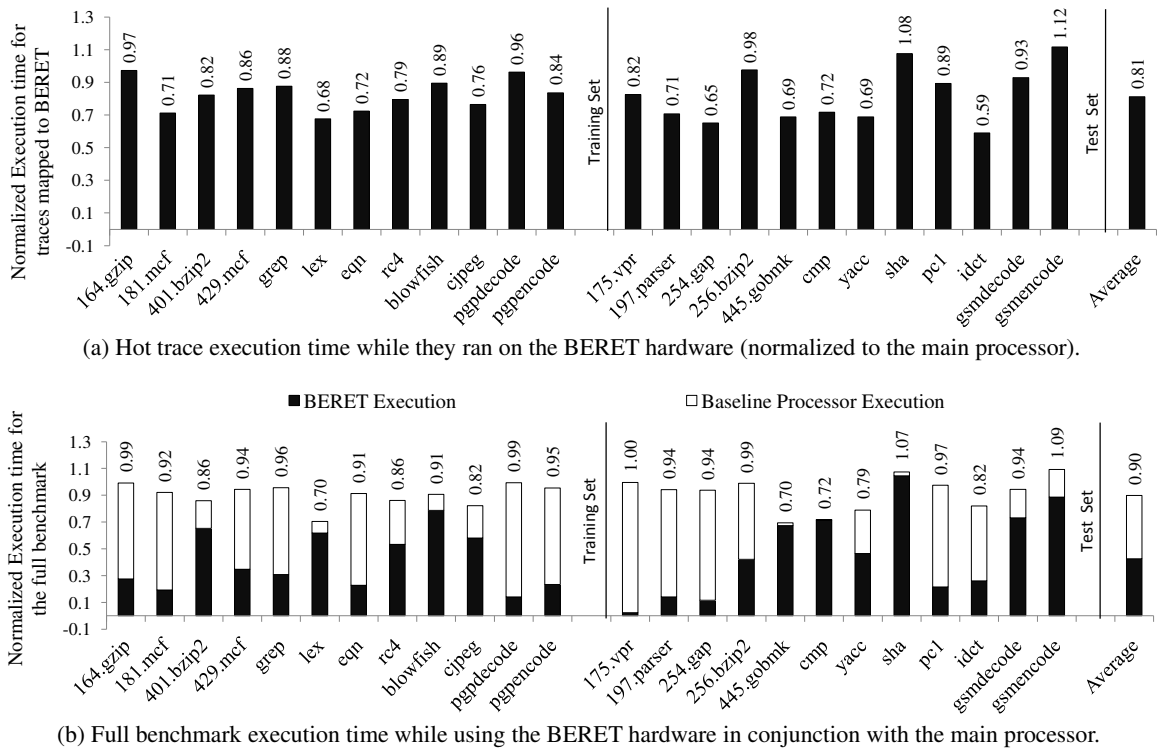 Normalized Execution time for
traces mapped to BERET
1.3
1.1
0.9
0.7
0.5
0.3
0.1
-0.1
0.97
0.71
0.82
0.86
0.88
0.68
0.72
0.79
0.89
0.76
0.96
0.84
Training Set
0.82
0.71
0.65
0.98
0.69
0.72
0.69
1.08
0.89
0.59
0.93
1.12
Test Set
0.81
164.gzip
181.mcf
401.bzip2
429.mcf
grep
lex
eqn
rc4
blowfish
cjpeg
pgpdecode
pgpencode
175.vpr
197.parser
254.gap
256.bzip2
445.gobmk
cmp
yacc
sha
pc1
idct
gsmdecode
gsmencode
Average
(a) Hot trace execution time while they ran on the BERET hardware (normalized to the main processor).
BERET Execution
Baseline Processor Execution
Normalized Execution time for
the full benchmark
1.3
1.1
0.9
0.7
0.5
0.3
0.1
-0.1
0.99
0.92
0.86
0.94
0.96
0.70
0.91
0.86
0.91
0.82
0.99
0.95
Training Set
1.00
0.94
0.94
0.99
0.70
0.72
0.79
1.07
0.97
0.82
0.94
1.09
Test Set
0.90
164.gzip
181.mcf
401.bzip2
429.mcf
grep
lex
eqn
rc4
blowfish
cjpeg
pgpdecode
pgpencode
175.vpr
197.parser
254.gap
256.bzip2
445.gobmk
cmp
yacc
sha
pc1
idct
gsmdecode
gsmencode
Average
(b) Full benchmark execution time while using the BERET hardware in conjunction with the main processor.